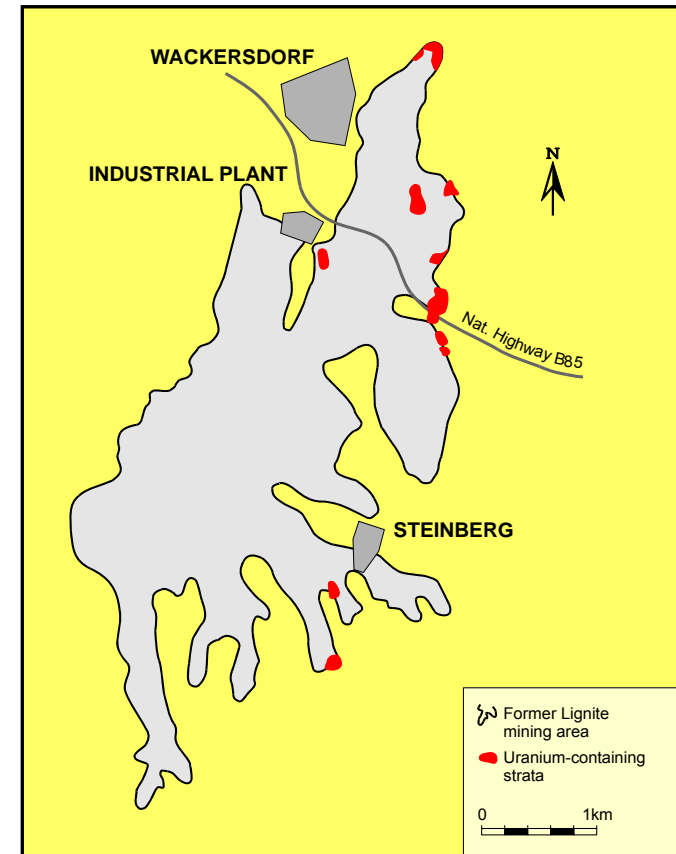 WACKERSDORF
INDUSTRIAL PLANT
N
Nat. Highway B85
STEINBERG
Former Lignite
mining area
Uranium-containing
strata
0 1km